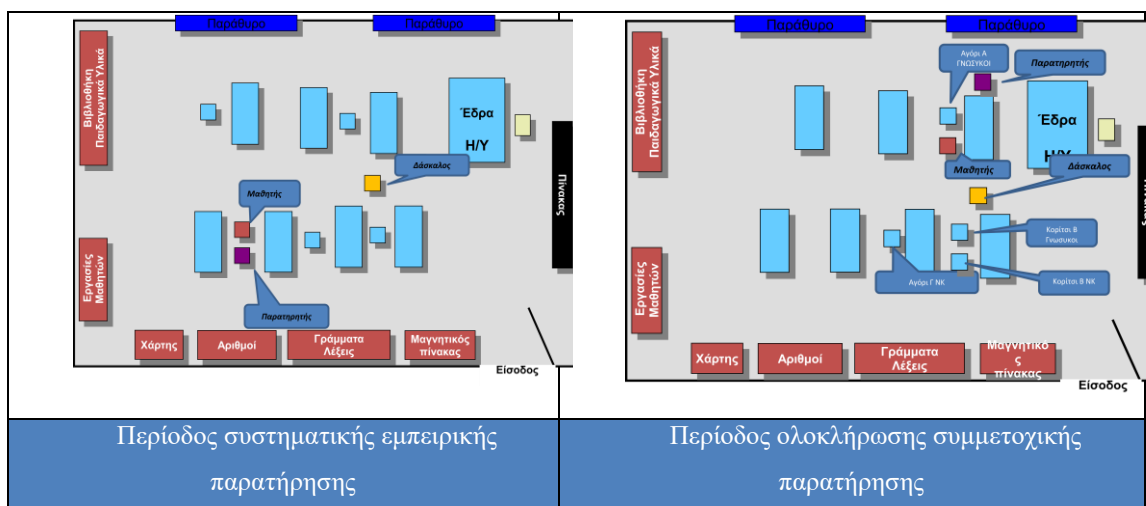 Παράθυρο
Παράθυρο
Βιβλιοθήκη
Παιδαγωγικά Υλικά
Έδρα
Η/Υ
Δάσκαλος
Πίνακας
Μαθητής
Παρατηρητής
Εργασίες
Μαθητών
Χάρτης
Αριθμοί
Γράμματα
Λέξεις
Μαγνητικός
πίνακας
Είσοδος
Περίοδος συστηματικής εμπειρικής
παρατήρησης
Παράθυρο
Παράθυρο
Αγόρι Α
ΓΝΩΣΥΚΟΙ
Παρατηρητής
Βιβλιοθήκη
Παιδαγωγικά Υλικά
Έδρα
Η/Υ
Μαθητής
Δάσκαλος
Κορίτσι Β
Γνωσυκοι
Αγόρι Γ ΝΚ
Κορίτσι Β ΝΚ
Εργασίες
Μαθητών
Χάρτης
Αριθμοί
Γράμματα
Λέξεις
Μαγνητικό
ς
πίνακας
Είσοδος
Περίοδος ολοκλήρωσης συμμετοχικής
παρατήρησης